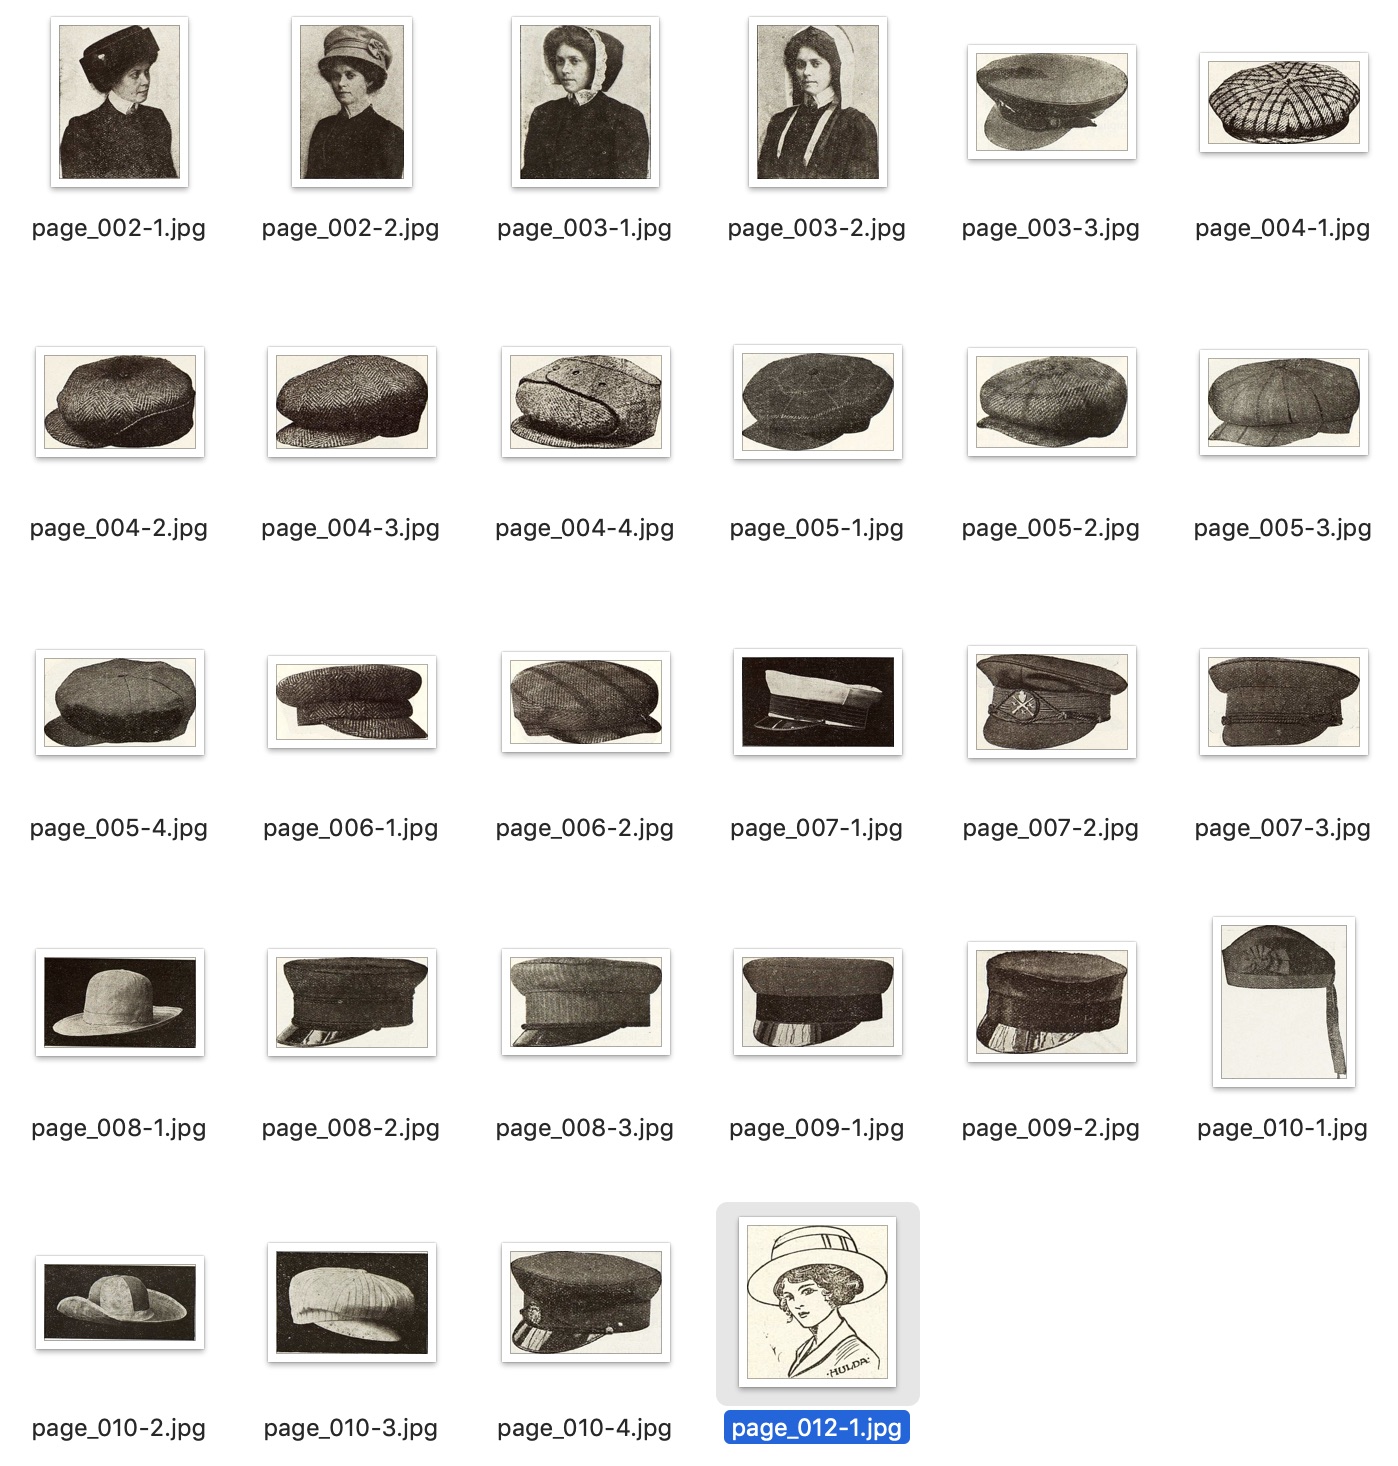 page_002-1.jpg page_002-2.jpg page_003-1.jpg page_003-2.jpg page_003-3.jpg page_004-1.jpg
page_004-2.jpg page_004-3.jpg page_004-4.jpg page_005-1.jpg page_005-2.jpg page_005-3.jpg
page_005-4.jpg page_006-1.jpg page_006-2.jpg page_007-1.jpg page_007-2.jpg page_007-3.jpg
page_008-1.jpg page_008-2.jpg page_008-3.jpg page_009-1.jpg page_009-2.jpg page_010-1.jpg
·HULDA·
page_010-2.jpg page_010-3.jpg page_010-4.jpg page_012-1.jpg